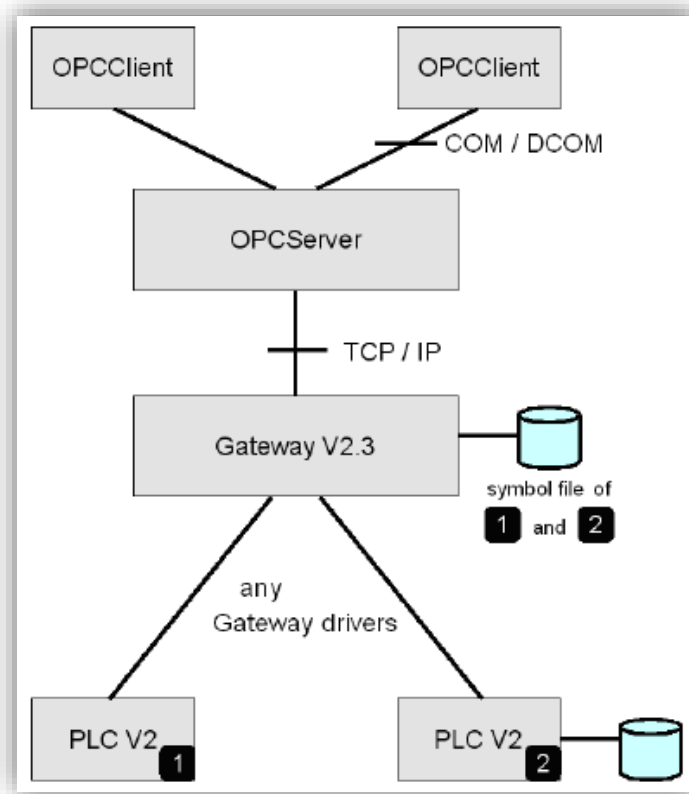 OPCClient
OPCClient
COM / DCOM
OPCServer
TCP / IP
Gateway V2.3
symbol file of
1 and 2
any
Gateway drivers
PLC V2
1
PLC V2
2